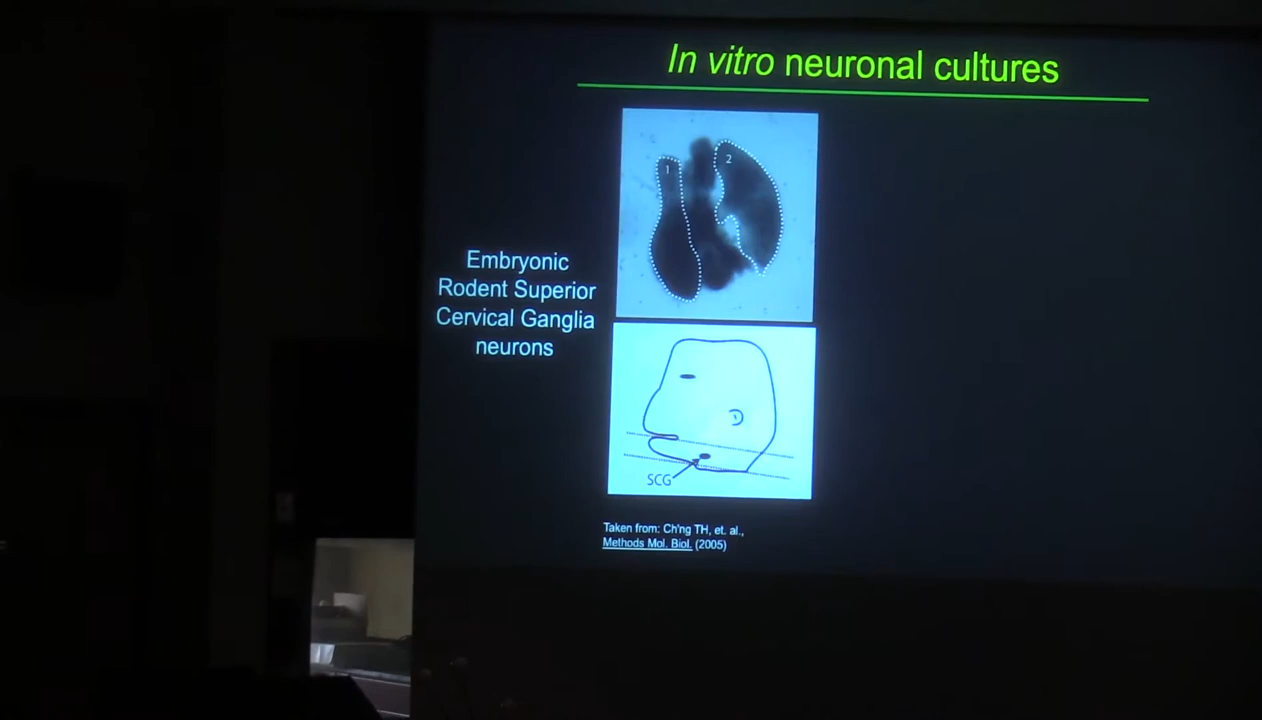 In vitro neuronal cultures
1
2
Embryonic
Rodent Superior
Cervical Ganglia
neurons
SCG
Taken from: Ch'ng TH, et. al.,
Methods Mol. Biol. (2005)